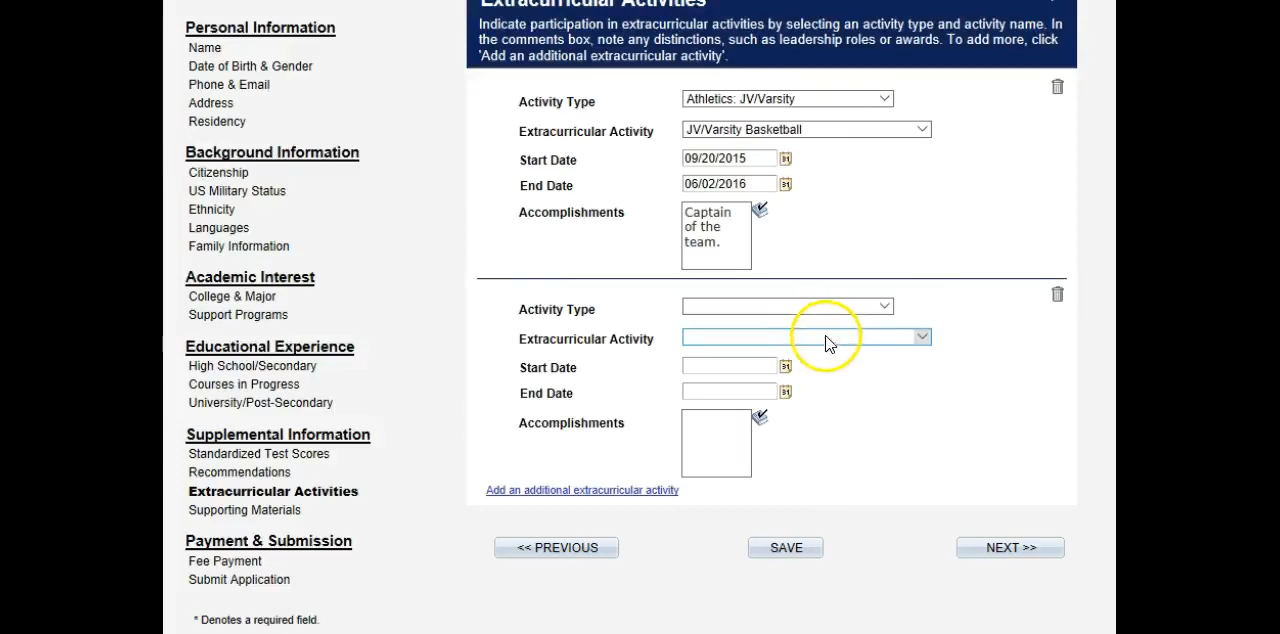 Personal Information
Name
Date of Birth & Gender
Phone & Email
Address
Residency
Background Information
Citizenship
US Military Status
Ethnicity
Languages
Family Information
Academic Interest
College & Major
Support Programs
Educational Experience
High School/Secondary
Courses in Progress
University/Post-Secondary
Supplemental Information
Standardized Test Scores
Recommendations
Extracurricular Activities
Supporting Materials
Payment & Submission
Fee Payment
Submit Application
* Denotes a required field.
Extracurricular Activities
Indicate participation in extracurricular activities by selecting an activity type and activity name. In
the comments box, note any distinctions, such as leadership roles or awards. To add more, click
'Add an additional extracurricular activity'.
Activity Type Athletics: JV/Varsity
Extracurricular Activity JV/Varsity Basketball
Start Date 09/20/2015 31
End Date 06/02/2016 31
Accomplishments Captain
of the
team.
Activity Type
Extracurricular Activity
Start Date 31
End Date 31
Accomplishments
Add an additional extracurricular activity
<< PREVIOUS SAVE NEXT >>